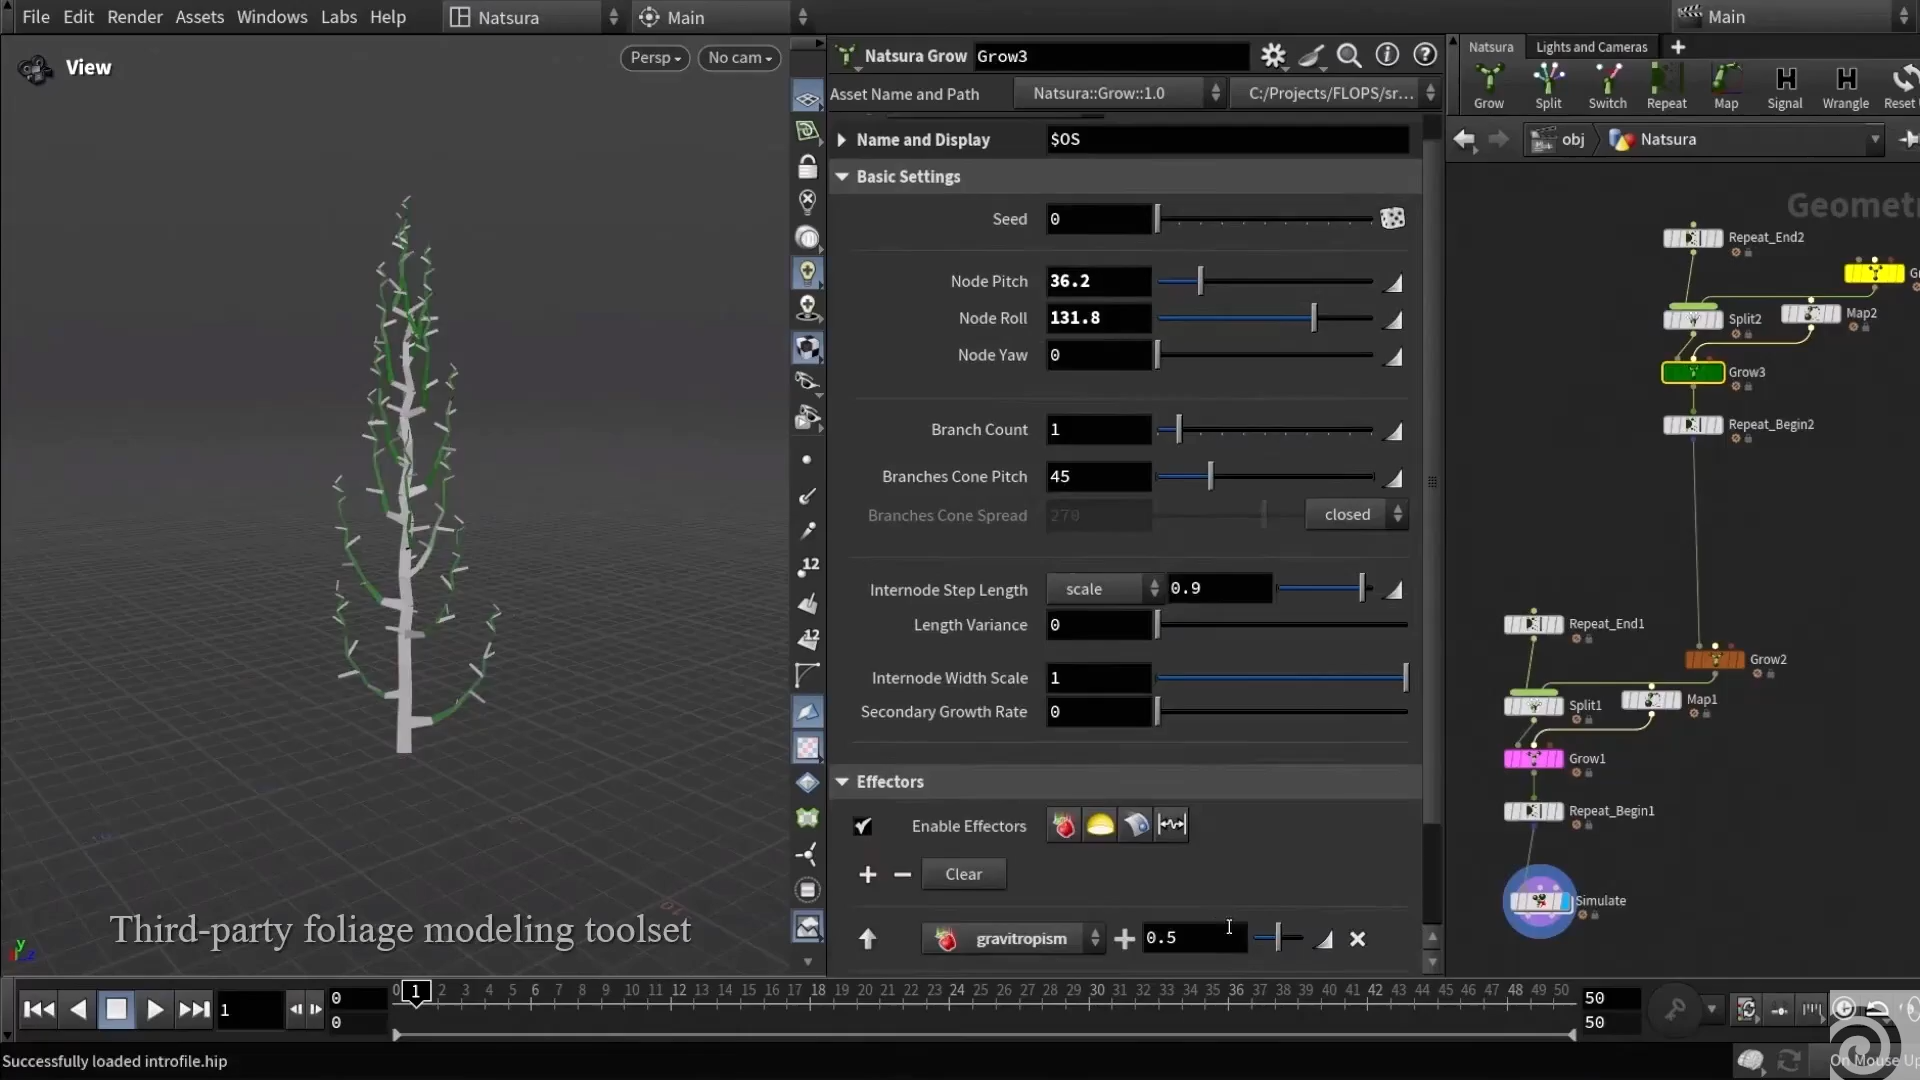 File Edit Render Assets Windows Labs Help
Natsura
Main
Main
View
Persp
No cam
Natsura Grow
Grow3
Asset Name and Path
Natsura::Grow::1.0
C:/Projects/FLOPS/sr...
Name and Display
$OS
Basic Settings
Seed
0
Node Pitch
36.2
Node Roll
131.8
Node Yaw
0
Branch Count
1
Branches Cone Pitch
45
Branches Cone Spread
270
closed
Internode Step Length
scale
0.9
Length Variance
0
Internode Width Scale
1
Secondary Growth Rate
0
Effectors
Enable Effectors
Clear
gravitropism
0.5
12
12
Natsura
Lights and Cameras
Grow
Split
Switch
Repeat
Map
Signal
Wrangle
Reset
obj
Natsura
Geometr
Repeat_End2
Split2
Map2
Grow3
Repeat_Begin2
Repeat_End1
Grow2
Split1
Map1
Grow1
Repeat_Begin1
Simulate
Third-party foliage modeling toolset
y
z
1
0
0
0 1 2 3 4 5 6 7 8 9 10 11 12 13 14 15 16 17 18 19 20 21 22 23 24 25 26 27 28 29 30 31 32 33 34 35 36 37 38 39 40 41 42 43 44 45 46 47 48 49 50
50
50
Successfully loaded introfile.hip
On Mouse Up